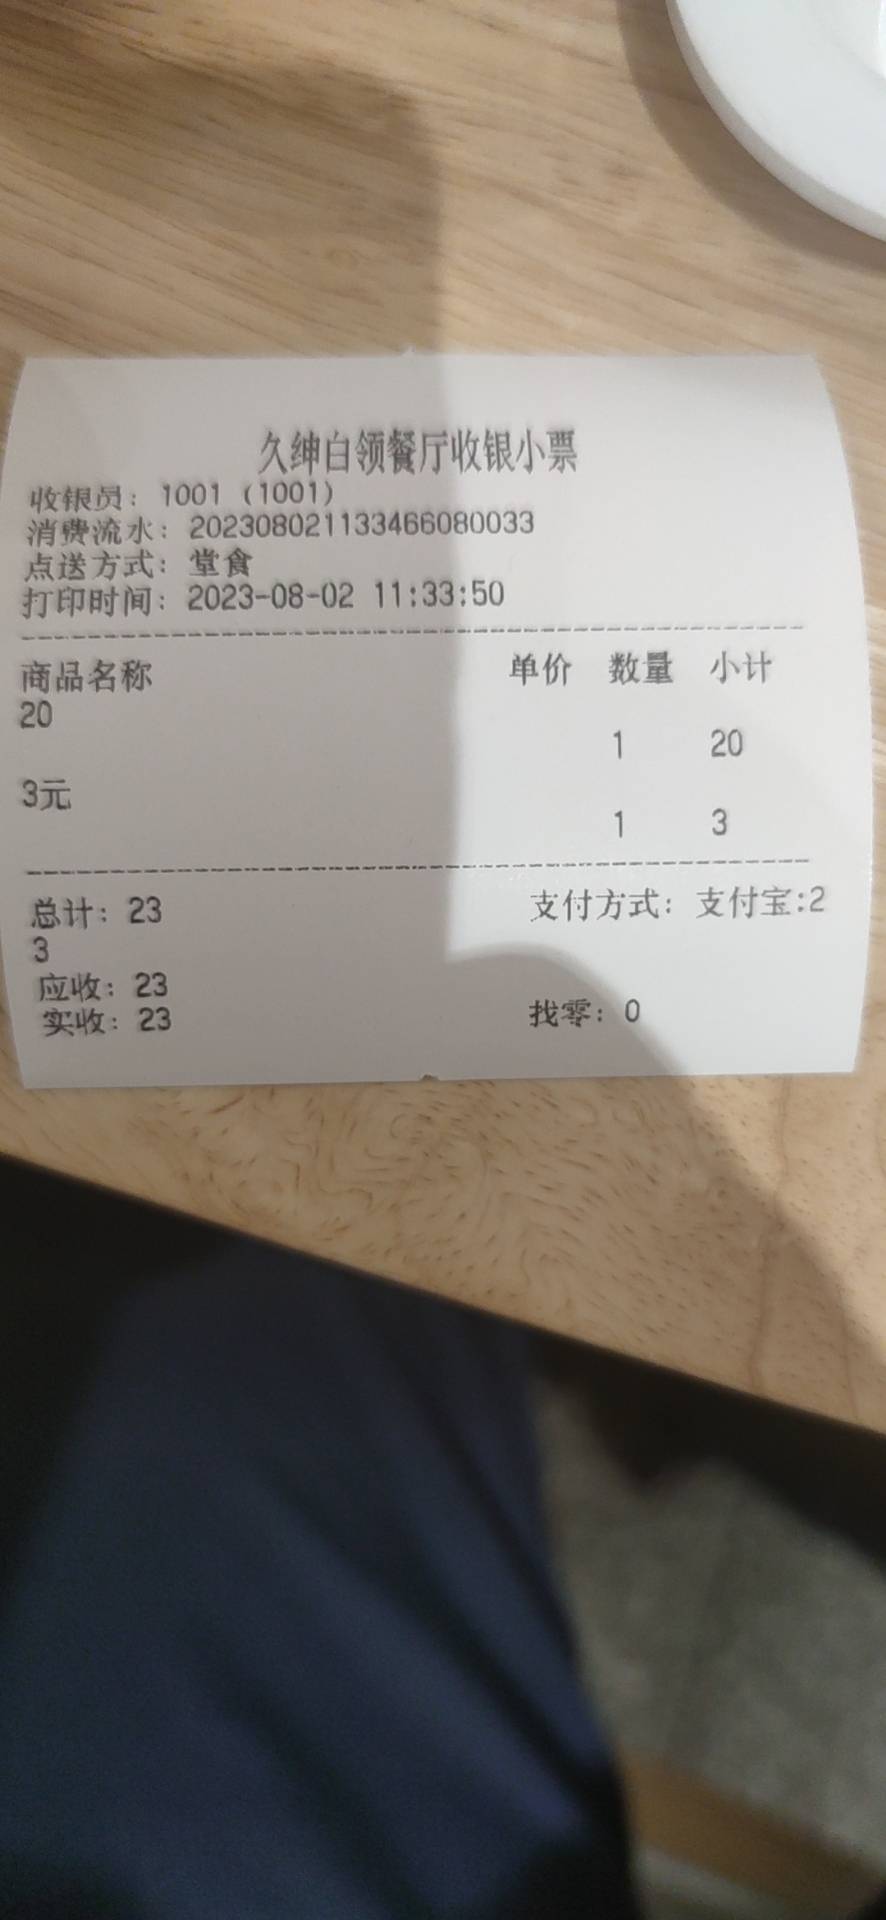 久绅白领餐厅收银小票
收银员: 1001 (1001)
消费流水: 202308021133466080033
点送方式: 堂食
打印时间: 2023-08-02 11:33:50
商品名称 单价 数量 小计
20
1 20
3元
1 3
总计: 23 支付方式: 支付宝:2
3
应收: 23
实收: 23 找零: 0